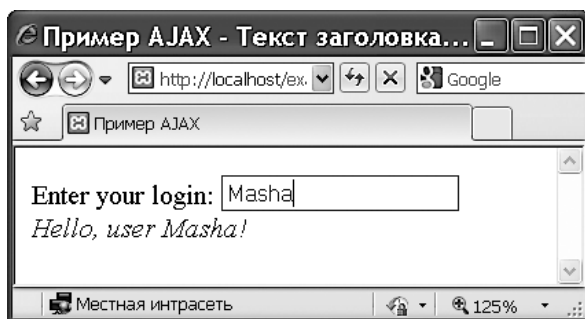 Пример AJAX - Текст заголовка...
http://localhost/ex. Google
Пример AJAX
Enter your login: Masha
Hello, user Masha!
Местная интрасеть 125%